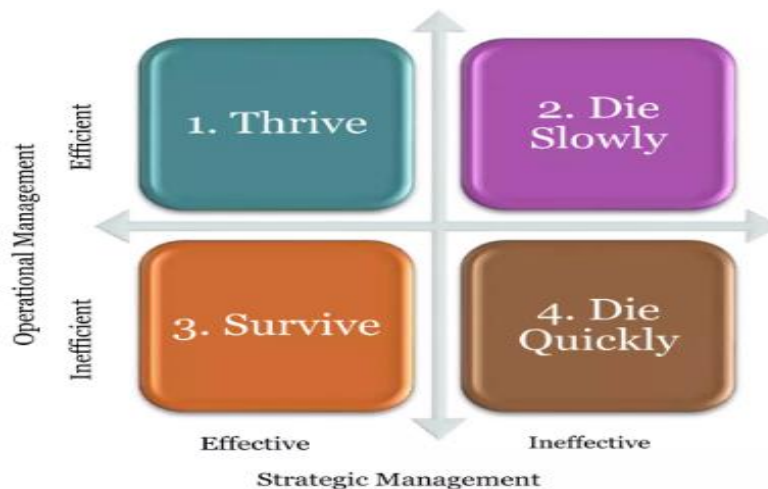 1. Thrive
2. Die
Slowly
3. Survive
4. Die
Quickly
Operational Management
Efficient
Inefficient
Effective
Ineffective
Strategic Management